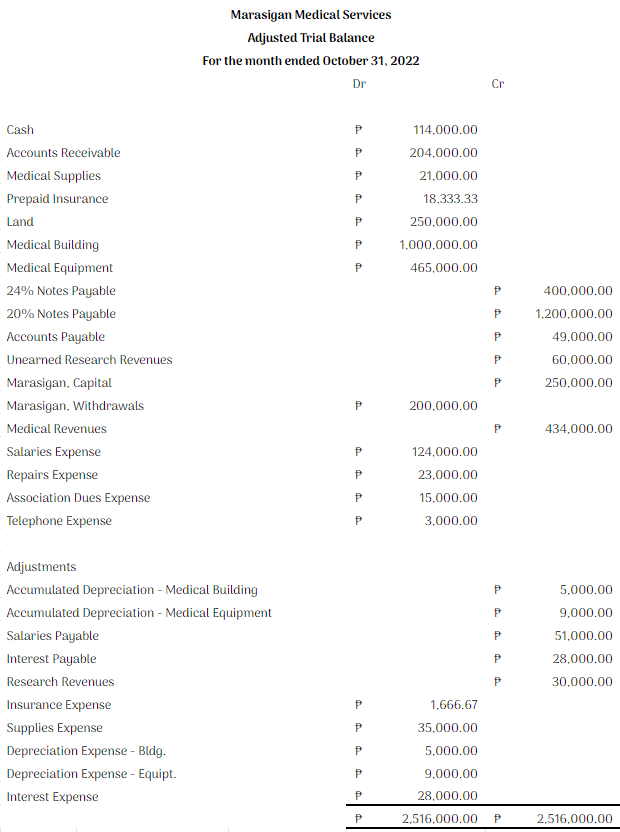 Marasigan Medical Services
Adjusted Trial Balance
For the month ended October 31, 2022
Dr Cr
Cash ₱ 114,000.00
Accounts Receivable ₱ 204,000.00
Medical Supplies ₱ 21,000.00
Prepaid Insurance ₱ 18,333.33
Land ₱ 250,000.00
Medical Building ₱ 1,000,000.00
Medical Equipment ₱ 465,000.00
24% Notes Payable ₱ 400,000.00
20% Notes Payable ₱ 1,200,000.00
Accounts Payable ₱ 49,000.00
Unearned Research Revenues ₱ 60,000.00
Marasigan, Capital ₱ 250,000.00
Marasigan, Withdrawals ₱ 200,000.00
Medical Revenues ₱ 434,000.00
Salaries Expense ₱ 124,000.00
Repairs Expense ₱ 23,000.00
Association Dues Expense ₱ 15,000.00
Telephone Expense ₱ 3,000.00
Adjustments
Accumulated Depreciation - Medical Building ₱ 5,000.00
Accumulated Depreciation - Medical Equipment ₱ 9,000.00
Salaries Payable ₱ 51,000.00
Interest Payable ₱ 28,000.00
Research Revenues ₱ 30,000.00
Insurance Expense ₱ 1,666.67
Supplies Expense ₱ 35,000.00
Depreciation Expense - Bldg. ₱ 5,000.00
Depreciation Expense - Equipt. ₱ 9,000.00
Interest Expense ₱ 28,000.00
₱ 2,516,000.00 ₱ 2,516,000.00